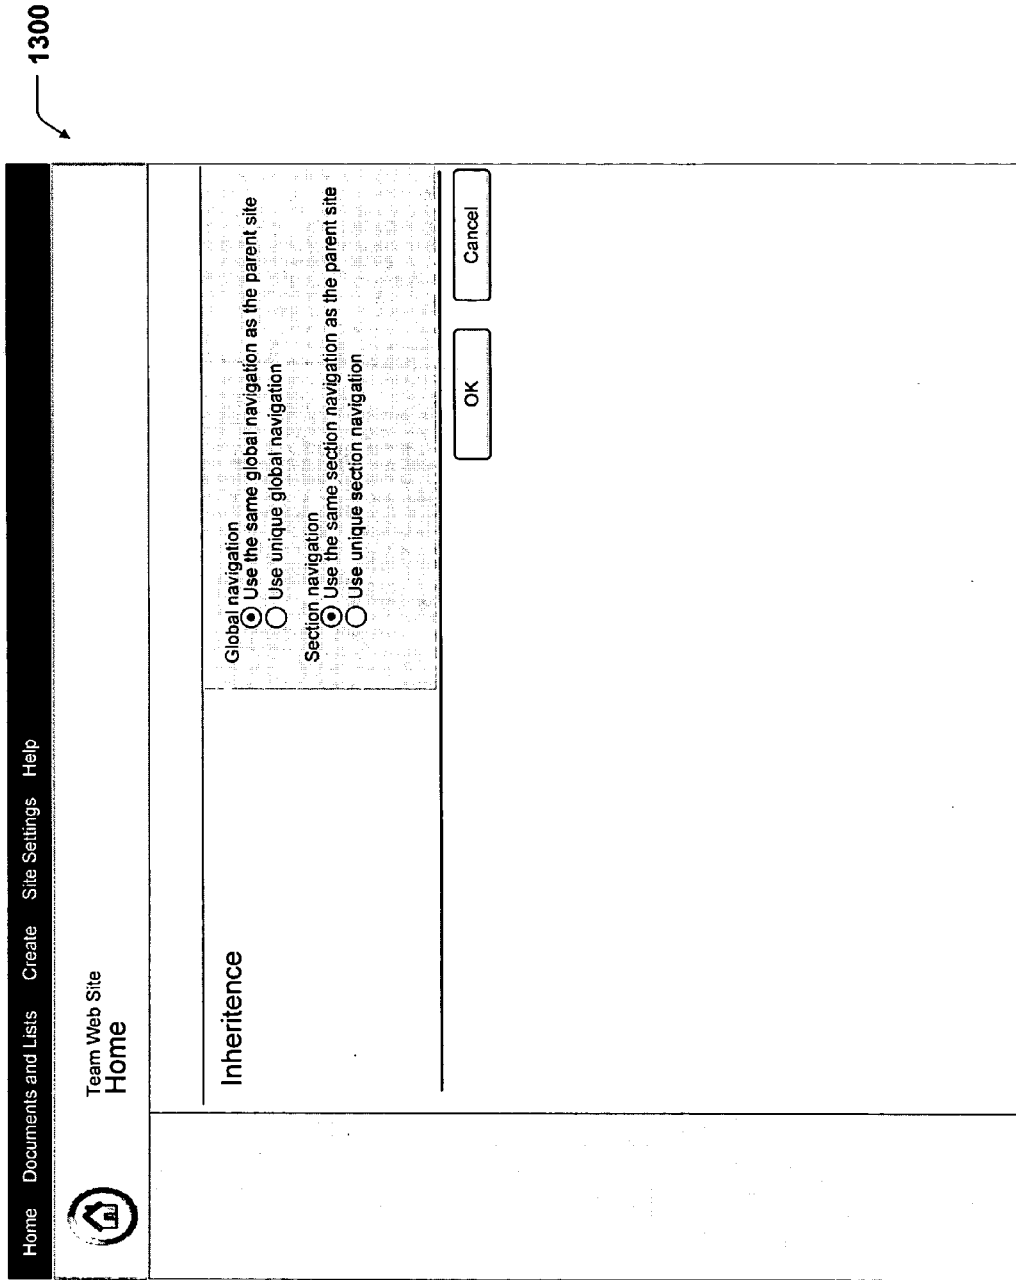 1300
Home Documents and Lists Create Site Settings Help
Team Web Site
Home
Inheritence
Global navigation
Use the same global navigation as the parent site
Use unique global navigation
Section navigation
Use the same section navigation as the parent site
Use unique section navigation
OK Cancel